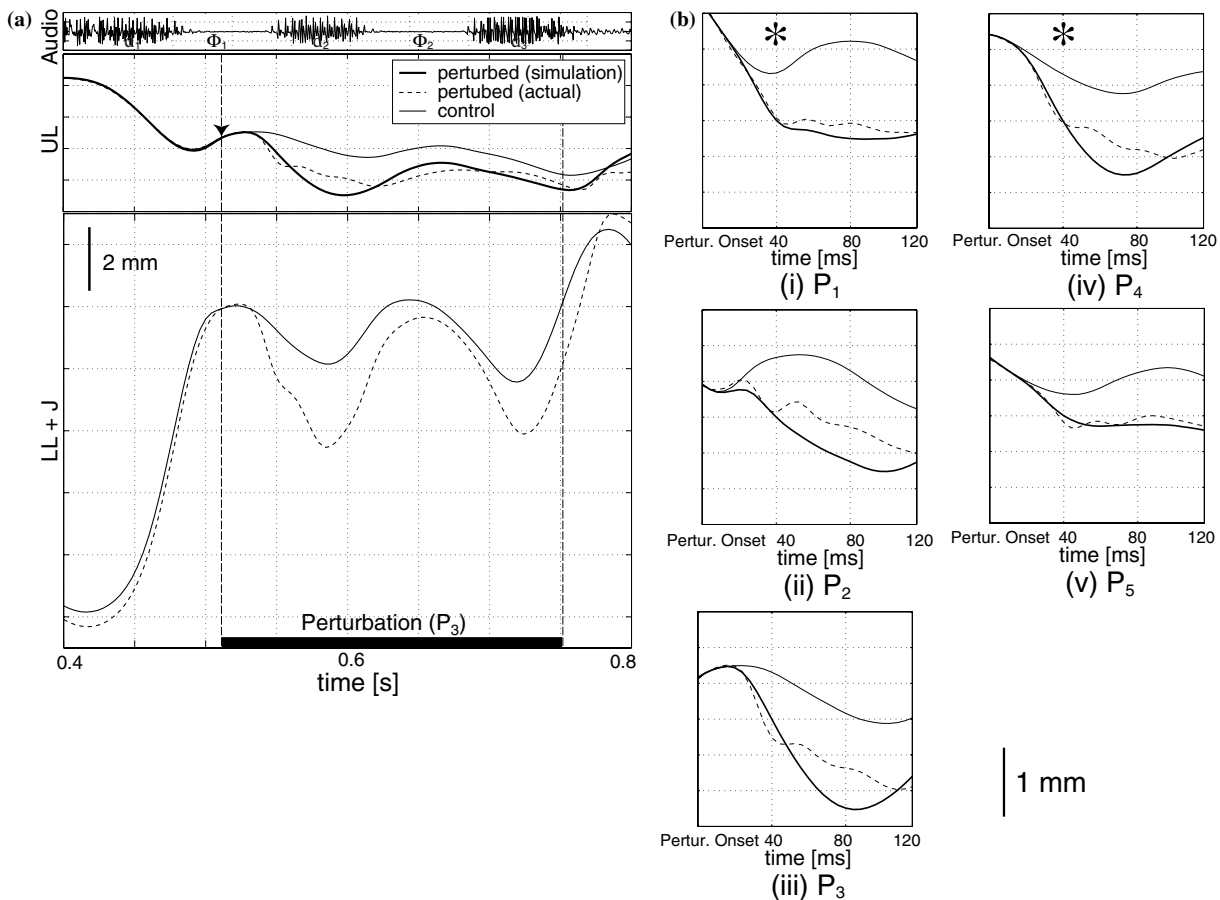 (a)
Audio
ɑ1 Φ1 ɑ2 Φ2 ɑ3
UL
perturbed (simulation)
pertubed (actual)
control
2 mm
LL + J
Perturbation (P3)
0.4 0.6 0.8
time [s]
(b)
*
Pertur. Onset 40 80 120
time [ms]
(i) P1
*
Pertur. Onset 40 80 120
time [ms]
(iv) P4
Pertur. Onset 40 80 120
time [ms]
(ii) P2
Pertur. Onset 40 80 120
time [ms]
(v) P5
Pertur. Onset 40 80 120
time [ms]
(iii) P3
1 mm